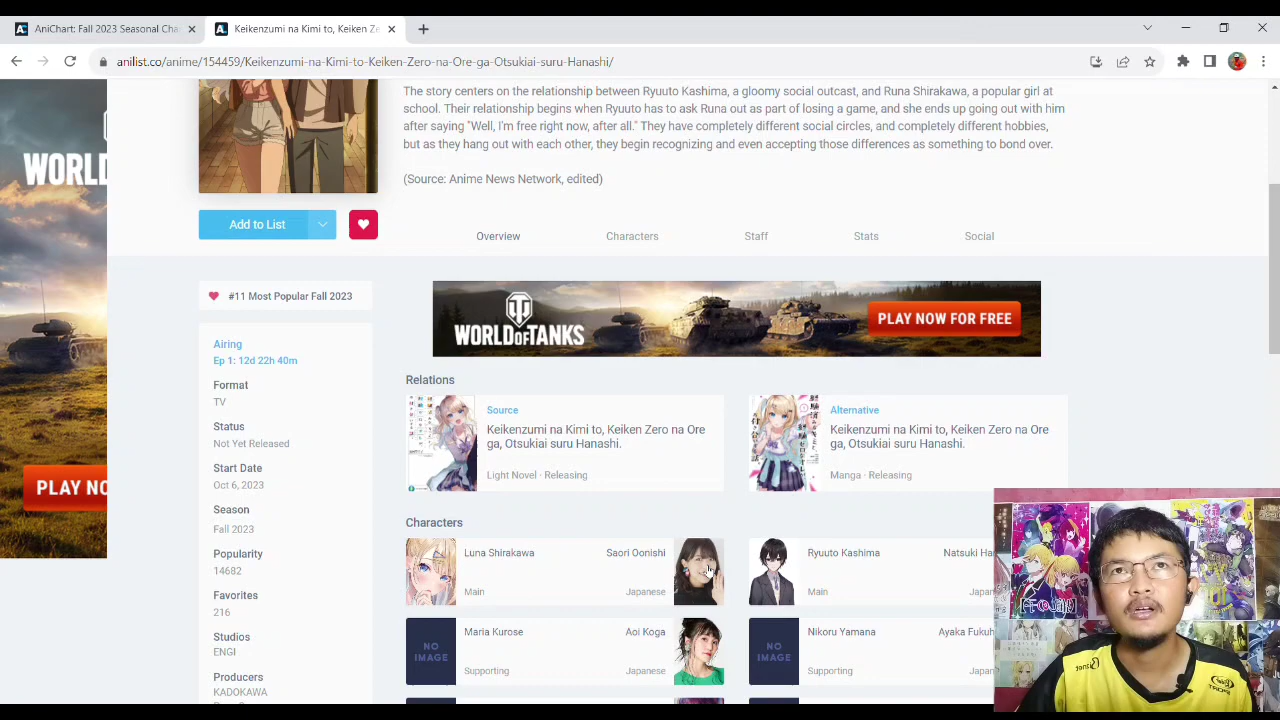 AniChart: Fall 2023 Seasonal Cha
Keikenzumi na Kimi to, Keiken Ze
anilist.co/anime/154459/Keikenzumi-na-Kimi-to-Keiken-Zero-na-Ore-ga-Otsukiai-suru-Hanashi/
The story centers on the relationship between Ryuuto Kashima, a gloomy social outcast, and Runa Shirakawa, a popular girl at
school. Their relationship begins when Ryuuto has to ask Runa out as part of losing a game, and she ends up going out with him
after saying "Well, I'm free right now, after all." They have completely different social circles, and completely different hobbies,
but as they hang out with each other, they begin recognizing and even accepting those differences as something to bond over.
(Source: Anime News Network, edited)
WORLD
PLAY NO
Add to List
Overview
Characters
Staff
Stats
Social
#11 Most Popular Fall 2023
WORLD OF TANKS
PLAY NOW FOR FREE
Airing
Ep 1: 12d 22h 40m
Format
TV
Status
Not Yet Released
Start Date
Oct 6, 2023
Season
Fall 2023
Popularity
14682
Favorites
216
Studios
ENGI
Producers
KADOKAWA
Relations
Source
Keikenzumi na Kimi to, Keiken Zero na Ore
ga, Otsukiai suru Hanashi.
Light Novel · Releasing
Alternative
Keikenzumi na Kimi to, Keiken Zero na Ore
ga, Otsukiai suru Hanashi.
Manga · Releasing
Characters
Luna Shirakawa
Saori Oonishi
Main
Japanese
Ryuuto Kashima
Natsuki Ha
Main
Japan
NO
IMAGE
Maria Kurose
Aoi Koga
Supporting
Japanese
NO
IMAGE
Nikoru Yamana
Ayaka Fukuh
Supporting
Japan